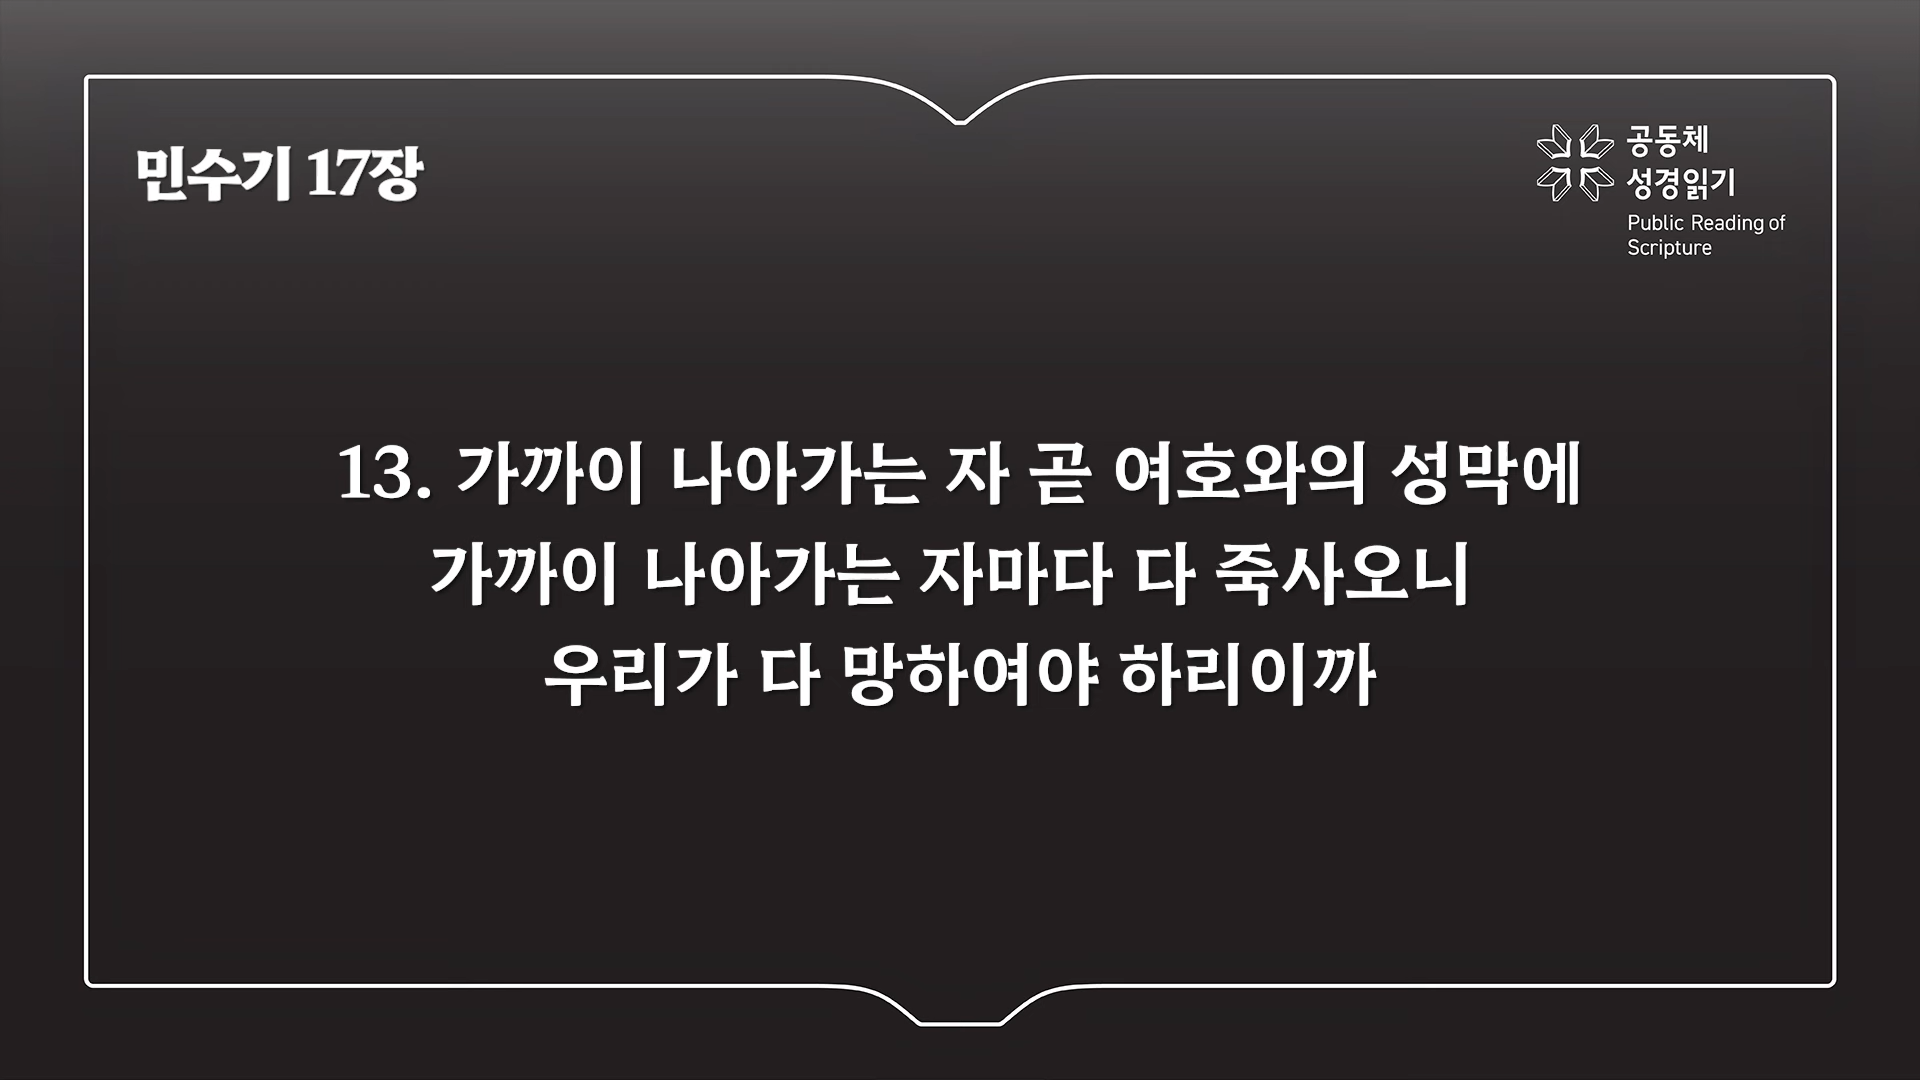 민수기 17장
공동체
성경읽기
Public Reading of
Scripture
13. 가까이 나아가는 자 곧 여호와의 성막에
가까이 나아가는 자마다 다 죽사오니
우리가 다 망하여야 하리이까